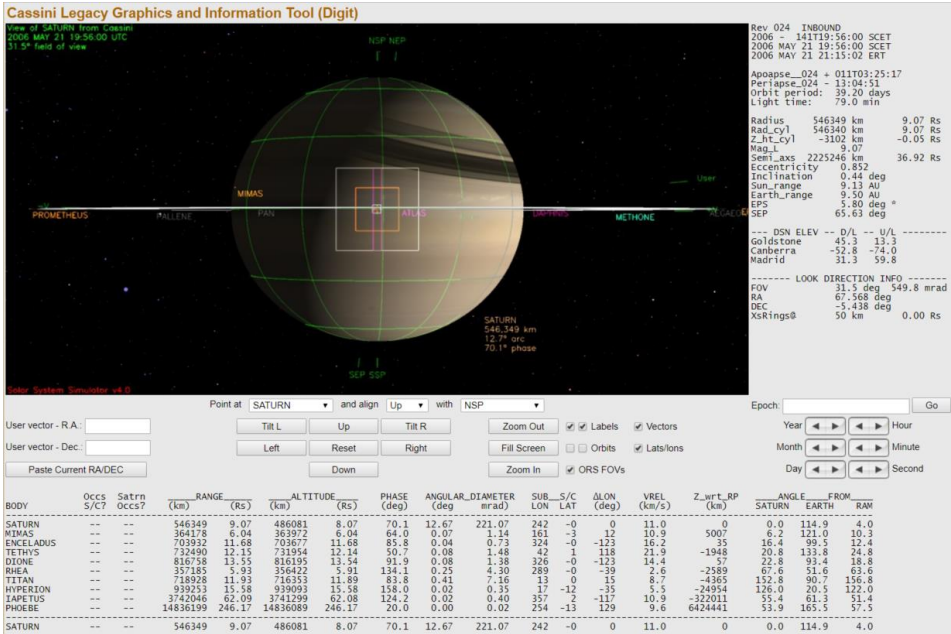 Cassini Legacy Graphics and Information Tool (Digit)
View of SATURN from Cassini
2006 MAY 21 19:56:00 UTC
31.5° field of view
NSP NEP
User
MIMAS
PROMETHEUS
PALLENE
PAN
ATLAS
DAPHNIS
METHONE
SATURN
546,349 km
12.7° arc
70.1° phase
SEP SSP
Solar System Simulator v4.0
Rev 024 INBOUND
2006 - 141T19:56:00 SCET
2006 MAY 21 19:56:00 SCET
2006 MAY 21 21:15:02 ERT
Apoapse__024 + 011T03:25:17
Periapse_024 - 13:04:51
Orbit period: 39.20 days
Light time: 79.0 min
Radius 546349 km 9.07 Rs
Rad_cyl 546340 km 9.07 Rs
Z_ht_cyl -3102 km -0.05 Rs
Mag_L 9.07
Semi_axs 2225246 km 36.92 Rs
Eccentricity 0.852
Inclination 0.44 deg
Sun_range 9.13 AU
Earth_range 9.50 AU
EPS 5.80 deg *
SEP 65.63 deg
--- DSN ELEV -- D/L -- U/L --------
Goldstone 45.3 13.3
Canberra -52.8 -74.0
Madrid 31.3 59.8
------- LOOK DIRECTION INFO -------
FOV 31.5 deg 549.8 mrad
RA 67.568 deg
DEC -5.438 deg
XsRings@ 50 km 0.00 Rs
Point at SATURN and align Up with NSP
Epoch: Go
User vector - R.A.: Tilt L Up Tilt R Zoom Out Labels Vectors Year Hour
User vector - Dec.: Left Reset Right Fill Screen Orbits Lats/lons Month Minute
Paste Current RA/DEC Down Zoom In ORS FOVs Day Second
Occs Satrn ____RANGE____ ____ALTITUDE____ PHASE ANGULAR_DIAMETER SUB__S/C ΔLON VREL Z_wrt_RP ____ANGLE__FROM____
BODY S/C? Occs? (km) (Rs) (km) (Rs) (deg) (deg mrad) LON LAT (deg) (km/s) (km) SATURN EARTH RAM
SATURN -- -- 546349 9.07 486081 8.07 70.1 12.67 221.07 242 -0 0 11.0 0 0.0 114.9 4.0
MIMAS -- -- 364178 6.04 363972 6.04 64.0 0.07 1.14 161 -3 12 10.9 5007 6.2 121.0 10.3
ENCELADUS -- -- 703932 11.68 703677 11.68 85.8 0.04 0.73 324 -0 -123 16.2 35 16.4 99.5 12.4
TETHYS -- -- 732490 12.15 731954 12.14 50.7 0.08 1.48 42 1 118 21.9 -1948 20.8 133.8 24.8
DIONE -- -- 816758 13.55 816195 13.54 91.9 0.08 1.38 326 -0 -123 14.4 57 22.8 93.4 18.8
RHEA -- -- 357185 5.93 356422 5.91 134.1 0.25 4.30 289 -0 -39 2.6 -2589 67.6 51.6 63.6
TITAN -- -- 718928 11.93 716353 11.89 83.8 0.41 7.16 13 0 15 8.7 -4365 152.8 90.7 156.8
HYPERION -- -- 939253 15.58 939093 15.58 158.0 0.02 0.35 17 -12 -35 5.5 -24954 126.0 20.5 122.0
IAPETUS -- -- 3742046 62.09 3741299 62.08 124.2 0.02 0.40 357 2 -117 10.9 -322011 55.4 61.3 51.4
PHOEBE -- -- 14836199 246.17 14836089 246.17 20.0 0.00 0.02 254 -13 129 9.6 6424441 53.9 165.5 57.5
SATURN -- -- 546349 9.07 486081 8.07 70.1 12.67 221.07 242 -0 0 11.0 0 0.0 114.9 4.0